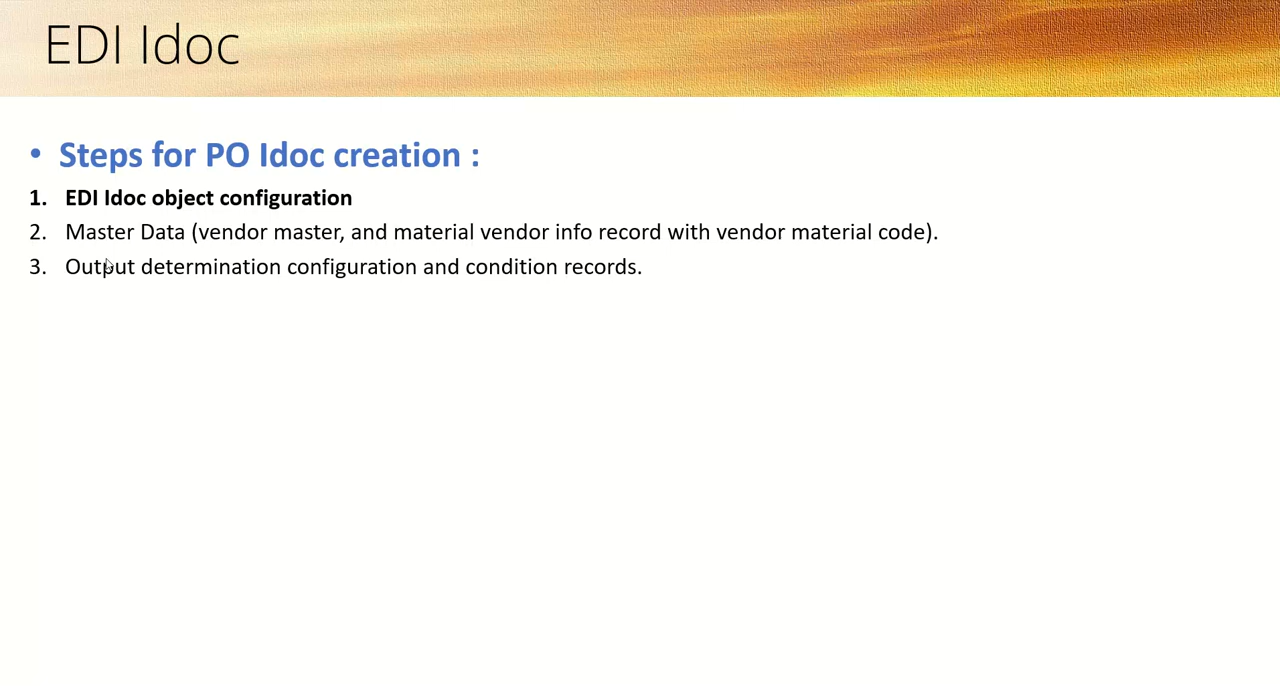 EDI Idoc
• Steps for PO Idoc creation :
1. EDI Idoc object configuration
2. Master Data (vendor master, and material vendor info record with vendor material code).
3. Output determination configuration and condition records.